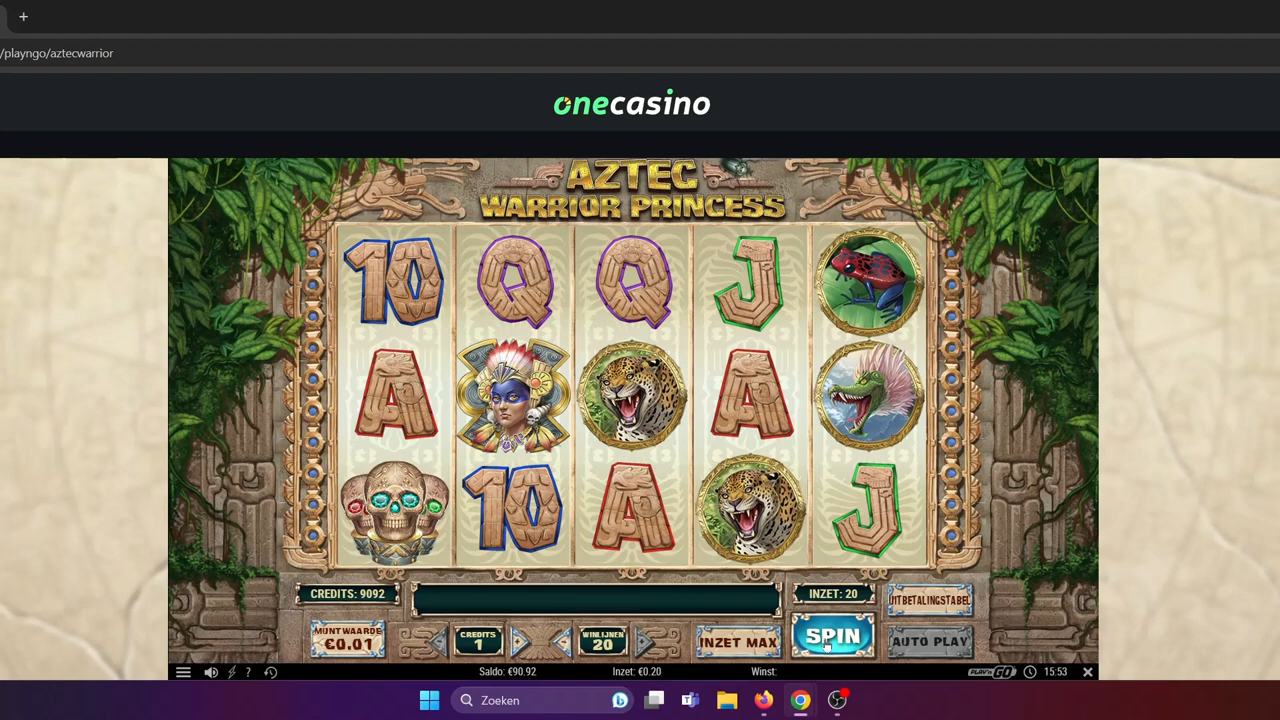 +
/playngo/aztecwarrior
onecasino
AZTEC
WARRIOR PRINCESS
10 Q Q J
A A
10 A J
CREDITS: 9092
INZET: 20
UITBETALINGSTABEL
MUNTWAARDE
€0.01
CREDITS
1
WINLIJNEN
20
INZET MAX
SPIN
AUTO PLAY
?
Saldo: €90.92
Inzet: €0.20
Winst:
PLAY'N GO
15:53
Zoeken